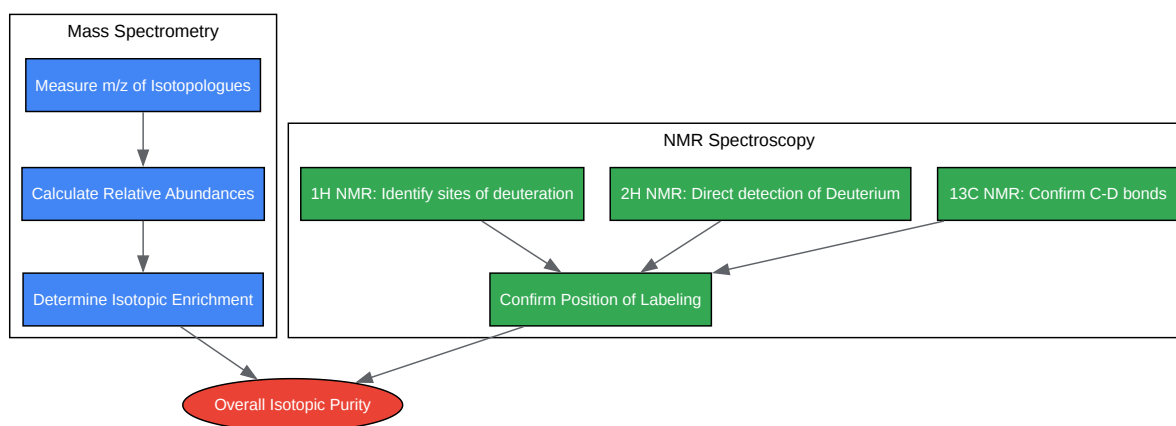 Mass Spectrometry
Measure m/z of Isotopologues
Calculate Relative Abundances
Determine Isotopic Enrichment
NMR Spectroscopy
1H NMR: Identify sites of deuteration
2H NMR: Direct detection of Deuterium
13C NMR: Confirm C-D bonds
Confirm Position of Labeling
Overall Isotopic Purity